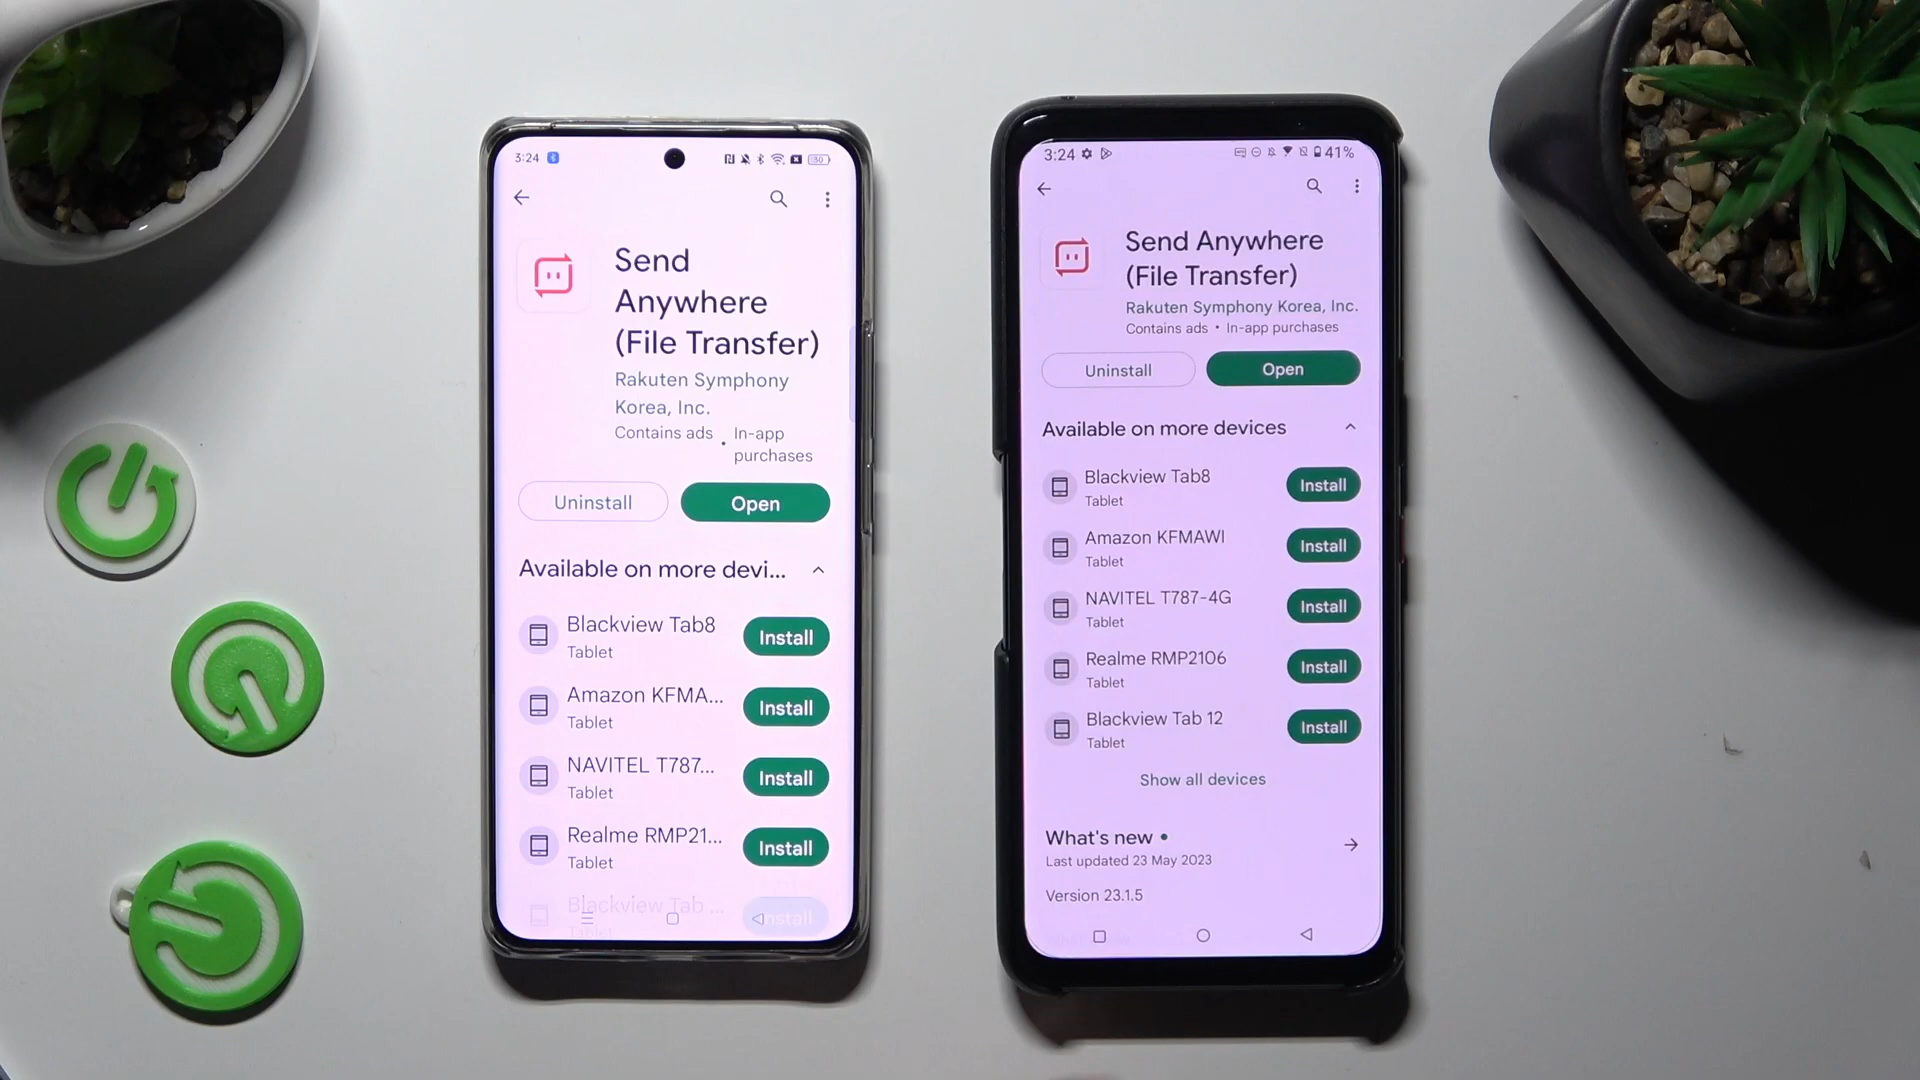 3:24
30
Send
Anywhere
(File Transfer)
Rakuten Symphony
Korea, Inc.
Contains ads • In-app
purchases
Uninstall
Open
Available on more devi...
Blackview Tab8
Tablet
Install
Amazon KFMA...
Tablet
Install
NAVITEL T787...
Tablet
Install
Realme RMP21...
Tablet
Install
Blackview Tab ...
Tablet
Install
3:24
41%
Send Anywhere
(File Transfer)
Rakuten Symphony Korea, Inc.
Contains ads • In-app purchases
Uninstall
Open
Available on more devices
Blackview Tab8
Tablet
Install
Amazon KFMAWI
Tablet
Install
NAVITEL T787-4G
Tablet
Install
Realme RMP2106
Tablet
Install
Blackview Tab 12
Tablet
Install
Show all devices
What's new •
Last updated 23 May 2023
Version 23.1.5